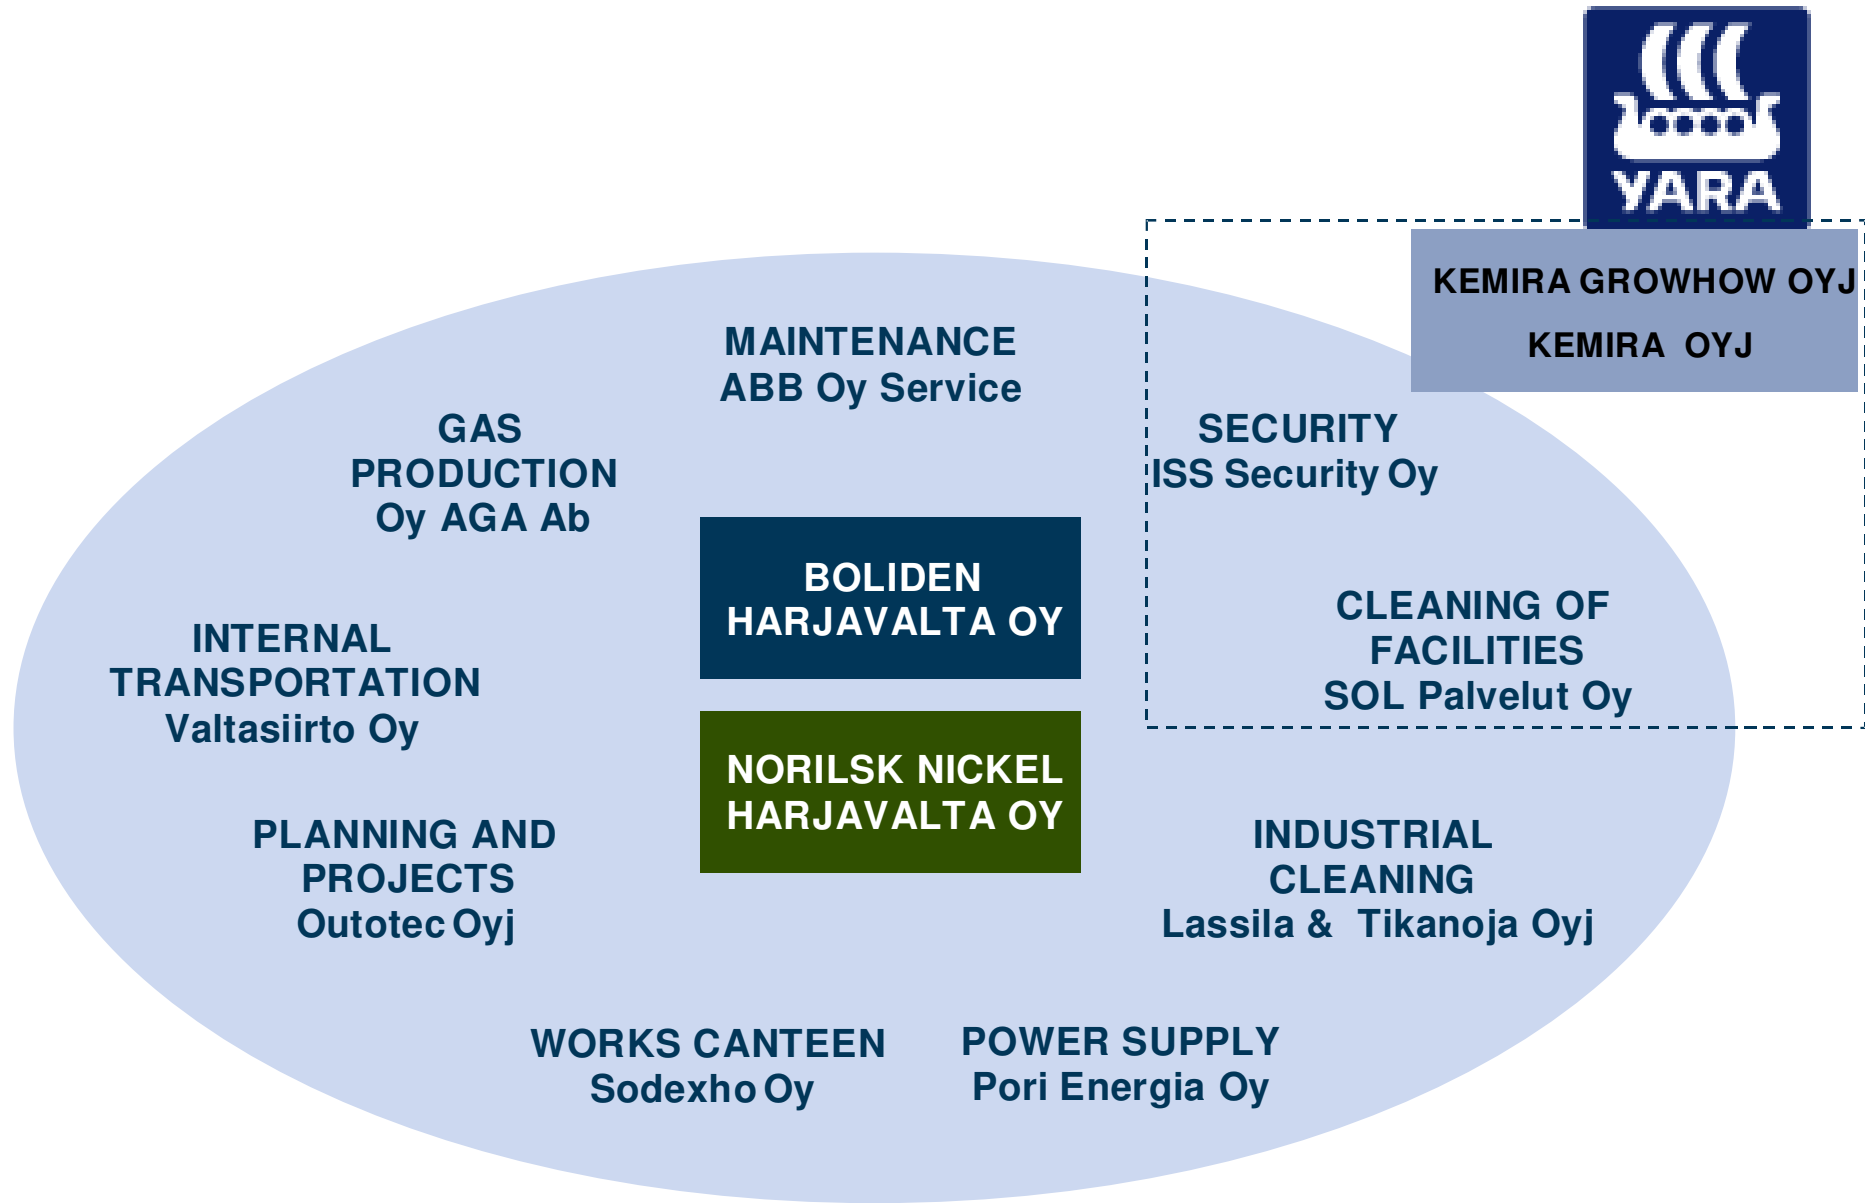 YARA
KEMIRA GROWHOW OYJ
KEMIRA OYJ
MAINTENANCE
ABB Oy Service
GAS
PRODUCTION
Oy AGA Ab
SECURITY
ISS Security Oy
BOLIDEN
HARJAVALTA OY
CLEANING OF
FACILITIES
SOL Palvelut Oy
INTERNAL
TRANSPORTATION
Valtasiirto Oy
NORILSK NICKEL
HARJAVALTA OY
PLANNING AND
PROJECTS
Outotec Oyj
INDUSTRIAL
CLEANING
Lassila & Tikanoja Oyj
WORKS CANTEEN
Sodexho Oy
POWER SUPPLY
Pori Energia Oy